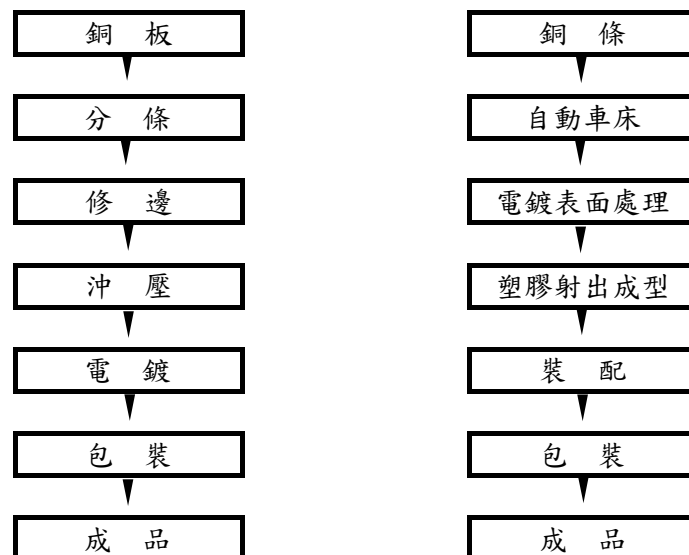 銅 板
分 條
修 邊
沖 壓
電 鍍
包 裝
成 品
銅 條
自動車床
電鍍表面處理
塑膠射出成型
裝 配
包 裝
成 品